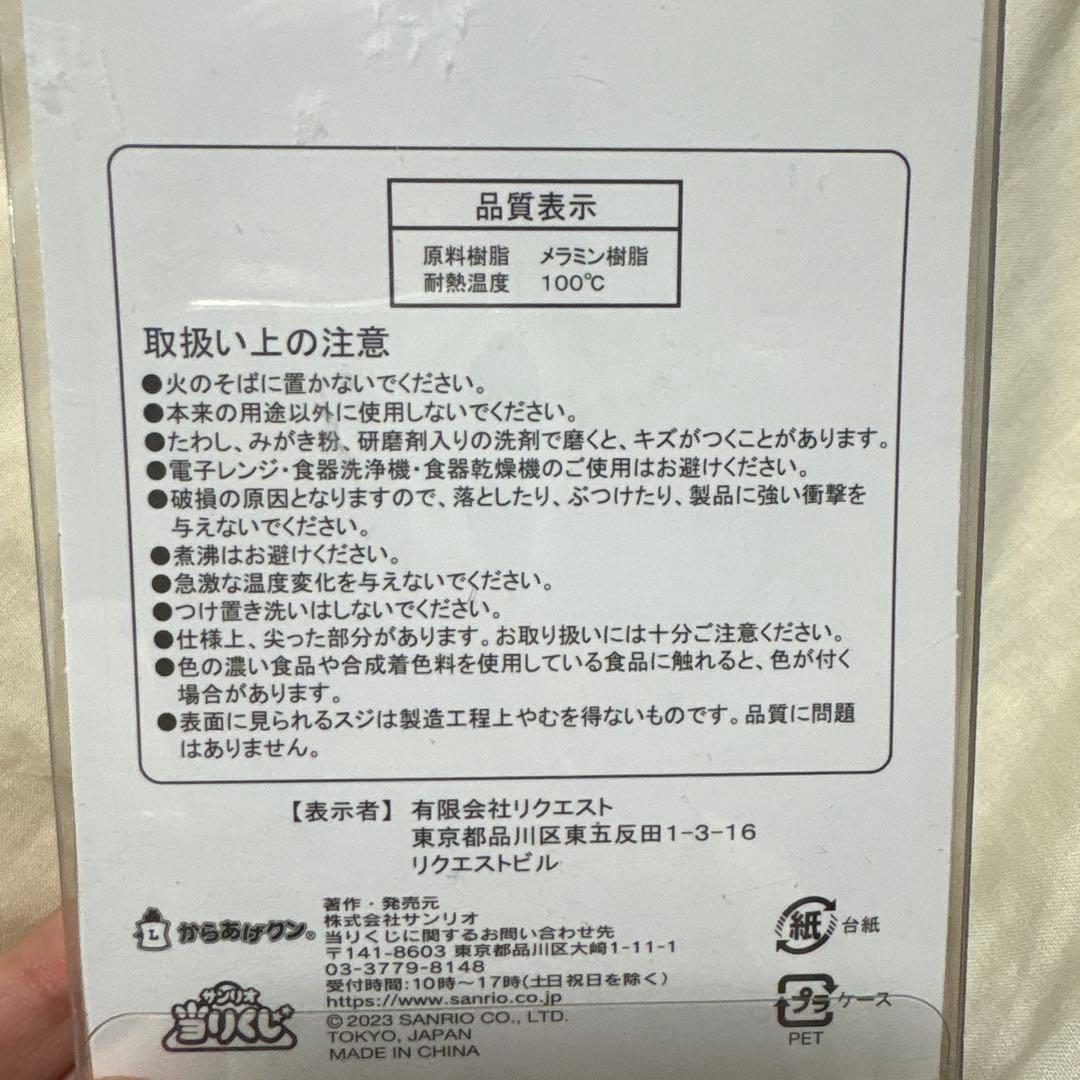 品質表示
原料樹脂　メラミン樹脂
耐熱温度　100℃
取扱い上の注意
●火のそばに置かないでください。
●本来の用途以外に使用しないでください。
●たわし、みがき粉、研磨剤入りの洗剤で磨くと、キズがつくことがあります。
●電子レンジ・食器洗浄機・食器乾燥機のご使用はお避けください。
●破損の原因となりますので、落としたり、ぶつけたり、製品に強い衝撃を
与えないでください。
●煮沸はお避けください。
●急激な温度変化を与えないでください。
●つけ置き洗いはしないでください。
●仕様上、尖った部分があります。お取り扱いには十分ご注意ください。
●色の濃い食品や合成着色料を使用している食品に触れると、色が付く
場合があります。
●表面に見られるスジは製造工程上やむを得ないものです。品質に問題
はありません。
【表示者】 有限会社リクエスト
東京都品川区東五反田1-3-16
リクエストビル
L からあげクン®
サンリオ
当りくじ
著作・発売元
株式会社サンリオ
当りくじに関するお問い合わせ先
〒141-8603 東京都品川区大崎1-11-1
03-3779-8148
受付時間:10時〜17時(土日祝日を除く)
https://www.sanrio.co.jp
© 2023 SANRIO CO., LTD.
TOKYO, JAPAN
MADE IN CHINA
紙 台紙
プラ ケース
PET